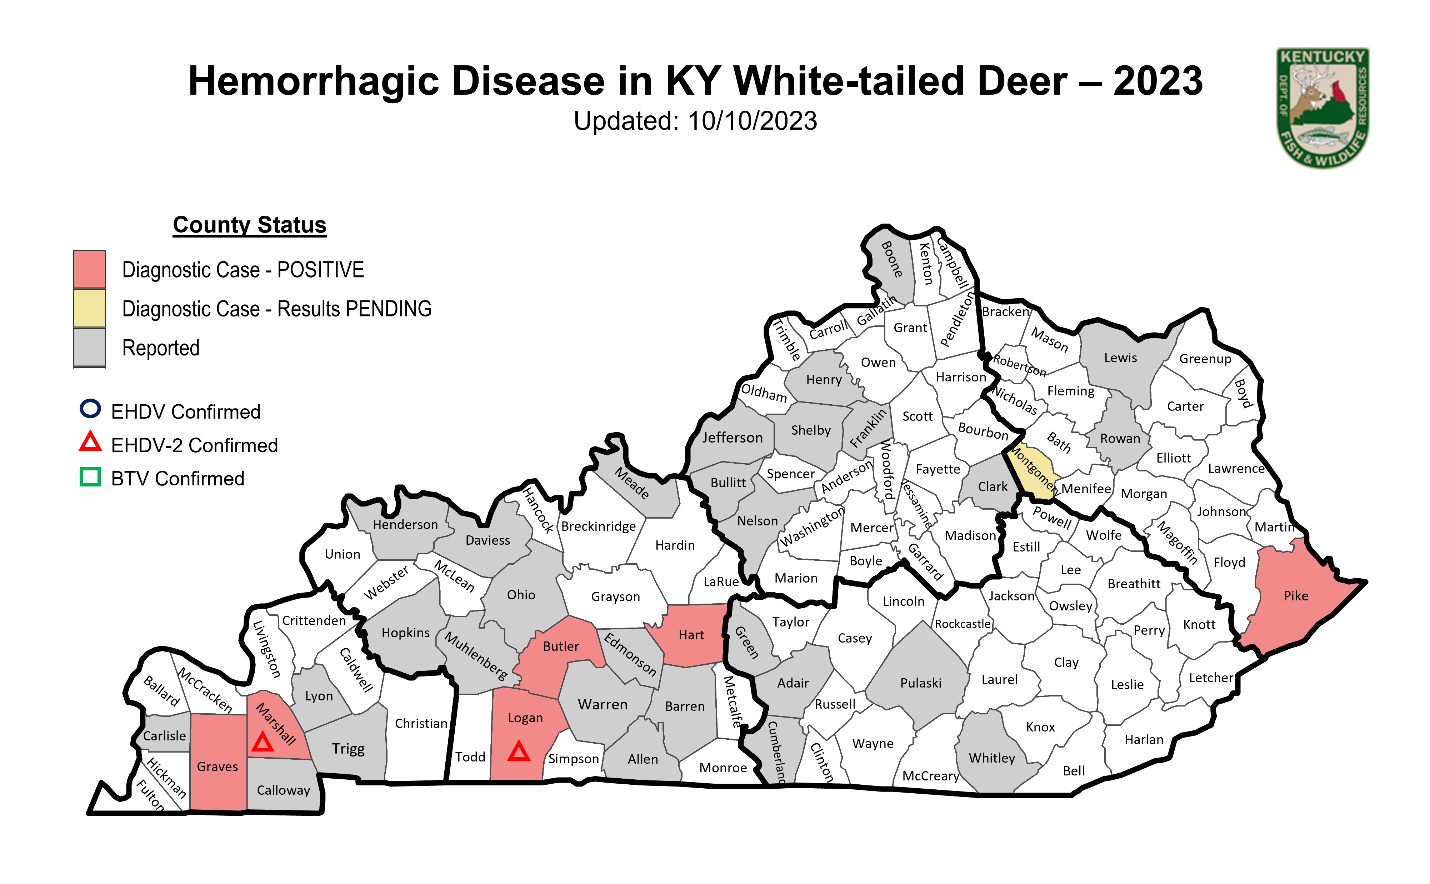 Hemorrhagic Disease in KY White-tailed Deer – 2023
Updated: 10/10/2023
KENTUCKY
DEPT. OF
FISH & WILDLIFE
RESOURCES
County Status
Diagnostic Case - POSITIVE
Diagnostic Case - Results PENDING
Reported
EHDV Confirmed
EHDV-2 Confirmed
BTV Confirmed
Boone
Kenton
Campbell
Pendleton
Gallatin
Carroll
Trimble
Grant
Owen
Harrison
Henry
Oldham
Scott
Franklin
Shelby
Jefferson
Bourbon
Fayette
Woodford
Anderson
Spencer
Bullitt
Clark
Jessamine
Nelson
Washington
Mercer
Madison
Garrard
Boyle
Marion
Bracken
Mason
Robertson
Lewis
Greenup
Boyd
Fleming
Nicholas
Carter
Bath
Rowan
Elliott
Lawrence
Montgomery
Menifee
Morgan
Johnson
Martin
Magoffin
Floyd
Pike
Powell
Wolfe
Estill
Lee
Breathitt
Jackson
Owsley
Perry
Knott
Lincoln
Rockcastle
Casey
Taylor
Green
Adair
Russell
Pulaski
Laurel
Clay
Leslie
Letcher
Knox
Harlan
Bell
Whitley
McCreary
Wayne
Clinton
Cumberland
Meade
Hancock
Breckinridge
Hardin
LaRue
Henderson
Daviess
Union
Webster
McLean
Ohio
Grayson
Hopkins
Muhlenberg
Butler
Edmonson
Hart
Warren
Barren
Metcalfe
Logan
Todd
Simpson
Allen
Monroe
Crittenden
Livingston
Caldwell
Lyon
Christian
Trigg
Marshall
Calloway
Graves
McCracken
Ballard
Carlisle
Hickman
Fulton